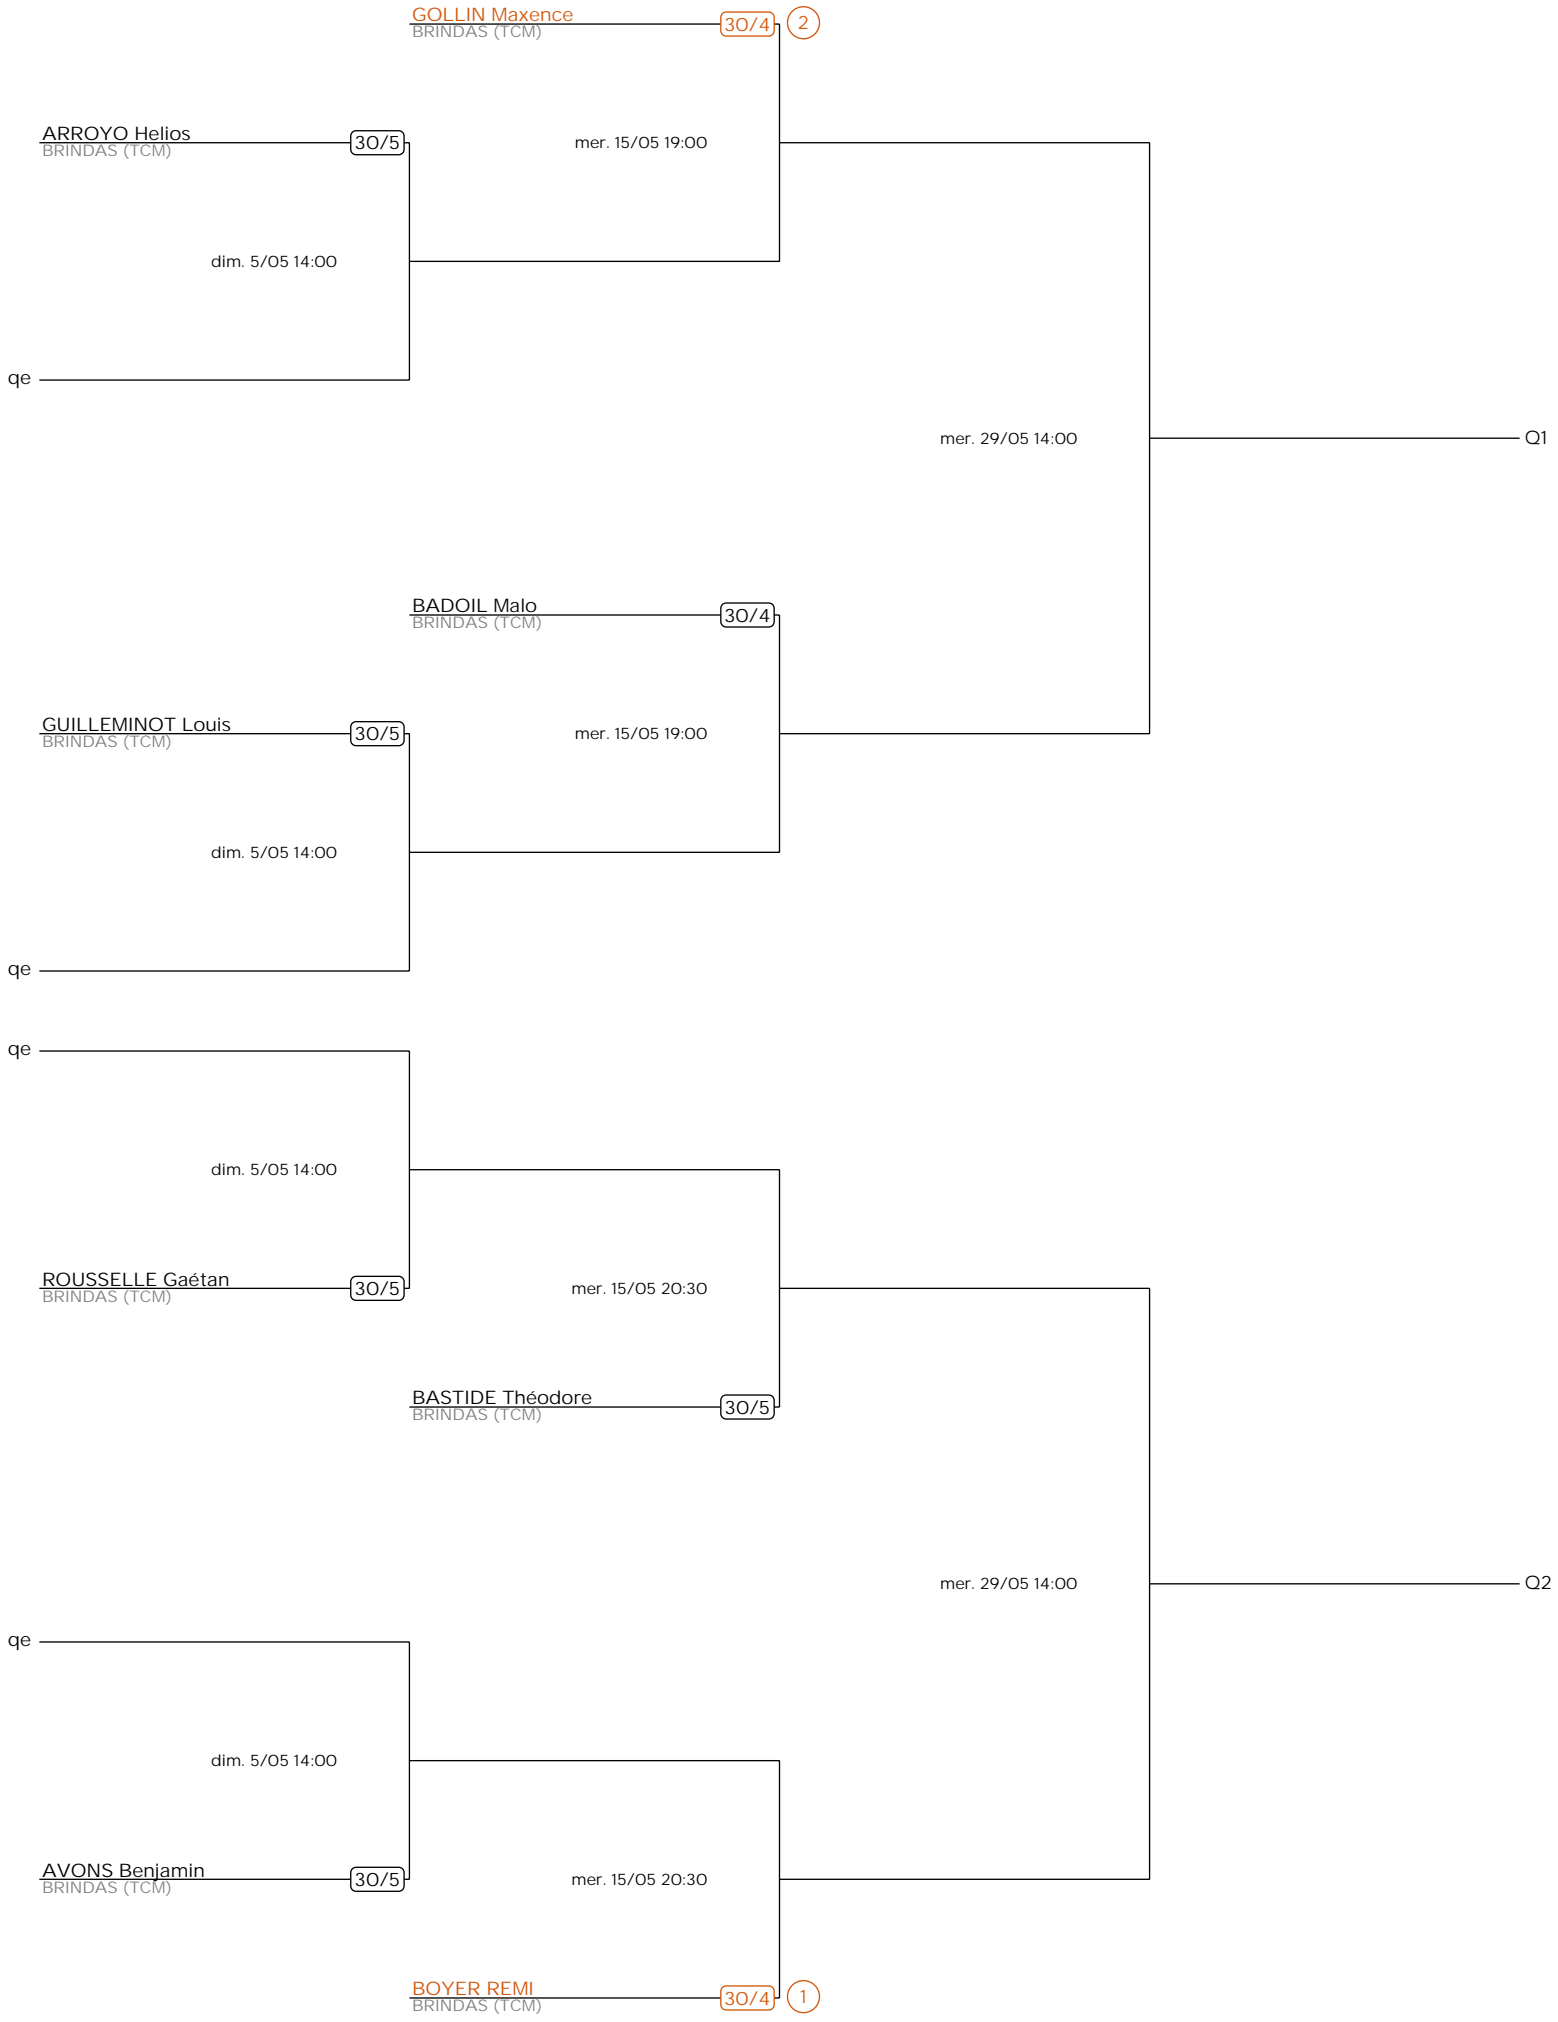 GOLLIN Maxence
30/4
2
BRINDAS (TCM)
ARROYO Helios
30/5
BRINDAS (TCM)
mer. 15/05 19:00
dim. 5/05 14:00
qe
mer. 29/05 14:00
Q1
BADOIL Malo
30/4
BRINDAS (TCM)
GUILLEMINOT Louis
30/5
BRINDAS (TCM)
mer. 15/05 19:00
dim. 5/05 14:00
qe
qe
dim. 5/05 14:00
ROUSSELLE Gaétan
30/5
BRINDAS (TCM)
mer. 15/05 20:30
BASTIDE Théodore
30/5
BRINDAS (TCM)
mer. 29/05 14:00
Q2
qe
dim. 5/05 14:00
AVONS Benjamin
30/5
BRINDAS (TCM)
mer. 15/05 20:30
BOYER REMI
30/4
1
BRINDAS (TCM)